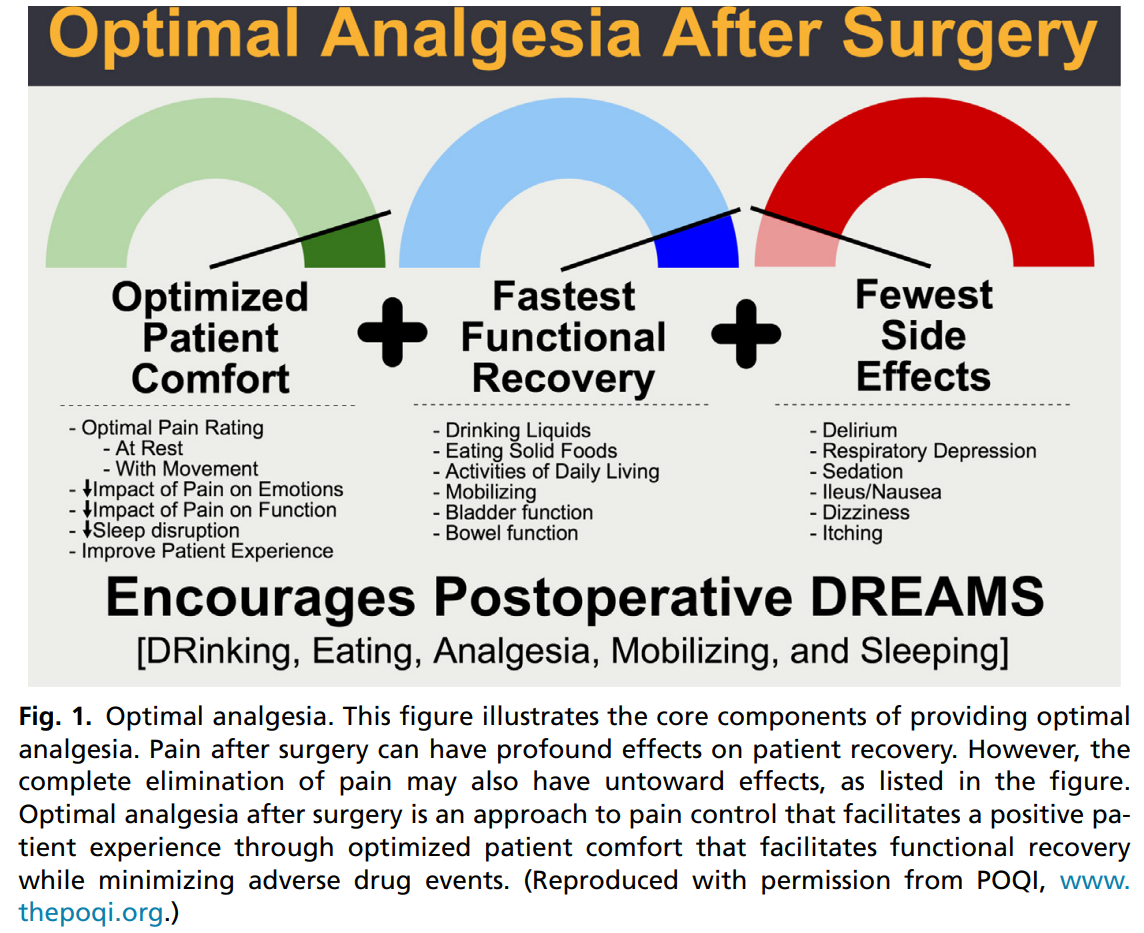 Optimal Analgesia After Surgery
Optimized
Patient
Comfort
- Optimal Pain Rating
- At Rest
- With Movement
- ⬇Impact of Pain on Emotions
- ⬇Impact of Pain on Function
- ⬇Sleep disruption
- Improve Patient Experience
+
Fastest
Functional
Recovery
- Drinking Liquids
- Eating Solid Foods
- Activities of Daily Living
- Mobilizing
- Bladder function
- Bowel function
+
Fewest
Side
Effects
- Delirium
- Respiratory Depression
- Sedation
- Ileus/Nausea
- Dizziness
- Itching
Encourages Postoperative DREAMS
[DRinking, Eating, Analgesia, Mobilizing, and Sleeping]
Fig. 1. Optimal analgesia. This figure illustrates the core components of providing optimal
analgesia. Pain after surgery can have profound effects on patient recovery. However, the
complete elimination of pain may also have untoward effects, as listed in the figure.
Optimal analgesia after surgery is an approach to pain control that facilitates a positive pa-
tient experience through optimized patient comfort that facilitates functional recovery
while minimizing adverse drug events. (Reproduced with permission from POQI, www.
thepoqi.org.)